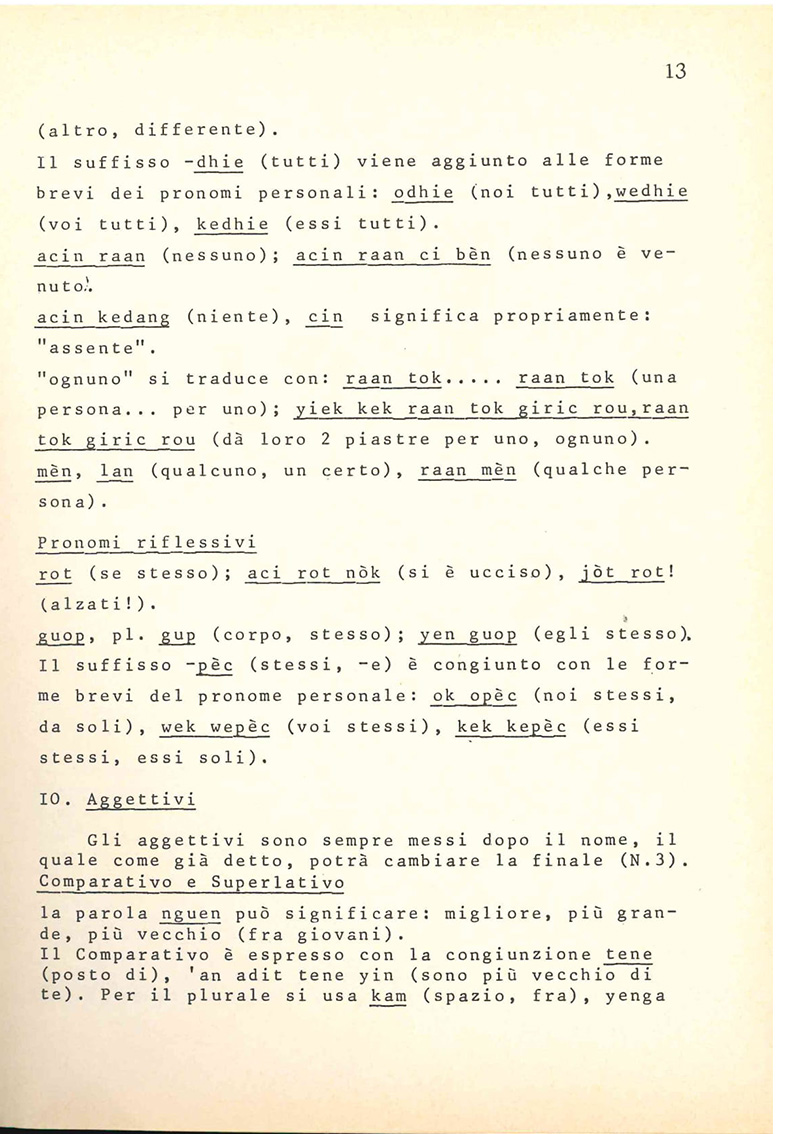 13
(altro, differente).
Il suffisso -dhie (tutti) viene aggiunto alle forme
brevi dei pronomi personali: odhie (noi tutti),wedhie
(voi tutti), kedhie (essi tutti).
acin raan (nessuno); acin raan ci bèn (nessuno è ve-
nuto).
acin kedang (niente), cin significa propriamente:
"assente".
"ognuno" si traduce con: raan tok..... raan tok (una
persona... per uno); yiek kek raan tok giric rou,raan
tok giric rou (dà loro 2 piastre per uno, ognuno).
mèn, lan (qualcuno, un certo), raan mèn (qualche per-
sona).
Pronomi riflessivi
rot (se stesso); aci rot nòk (si è ucciso), jòt rot!
(alzati!).
guop, pl. gup (corpo, stesso); yen guop (egli stesso).
Il suffisso -pèc (stessi, -e) è congiunto con le for-
me brevi del pronome personale: ok opèc (noi stessi,
da soli), wek wepèc (voi stessi), kek kepèc (essi
stessi, essi soli).
IO. Aggettivi
Gli aggettivi sono sempre messi dopo il nome, il
quale come già detto, potrà cambiare la finale (N.3).
Comparativo e Superlativo
la parola nguen può significare: migliore, più gran-
de, più vecchio (fra giovani).
Il Comparativo è espresso con la congiunzione tene
(posto di), 'an adit tene yin (sono più vecchio di
te). Per il plurale si usa kam (spazio, fra), yenga